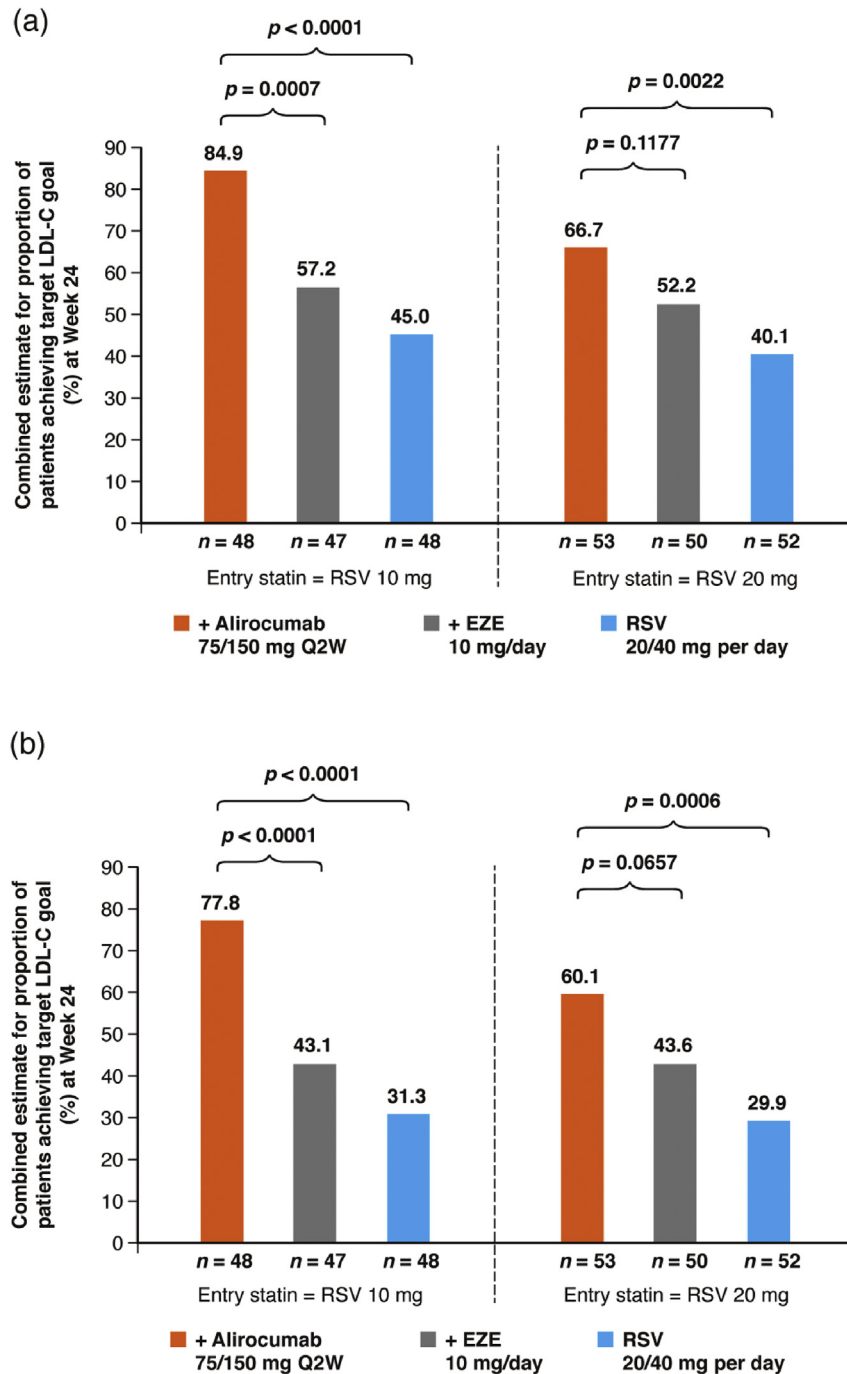 (a)
p < 0.0001
p = 0.0007
p = 0.0022
p = 0.1177
Combined estimate for proportion of
patients achieving target LDL-C goal
(%) at Week 24
90
80
70
60
50
40
30
20
10
0
84.9
57.2
45.0
66.7
52.2
40.1
n = 48 n = 47 n = 48 n = 53 n = 50 n = 52
Entry statin = RSV 10 mg Entry statin = RSV 20 mg
+ Alirocumab + EZE RSV
75/150 mg Q2W 10 mg/day 20/40 mg per day
(b)
p < 0.0001
p < 0.0001
p = 0.0006
p = 0.0657
Combined estimate for proportion of
patients achieving target LDL-C goal
(%) at Week 24
90
80
70
60
50
40
30
20
10
0
77.8
43.1
31.3
60.1
43.6
29.9
n = 48 n = 47 n = 48 n = 53 n = 50 n = 52
Entry statin = RSV 10 mg Entry statin = RSV 20 mg
+ Alirocumab + EZE RSV
75/150 mg Q2W 10 mg/day 20/40 mg per day